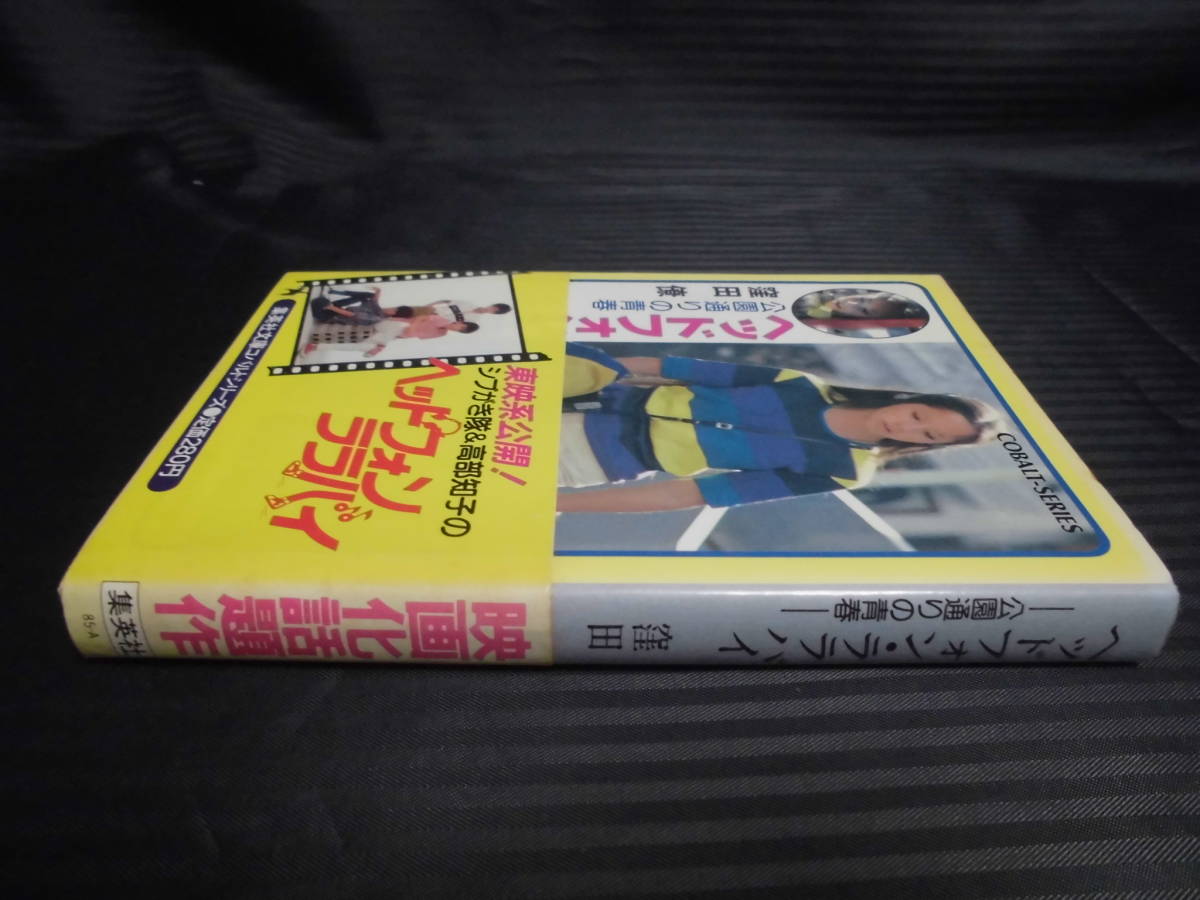 COBALT-SERIES
ヘッドフォン
公園通りの青春
窪田 僚
東映系公開!
シブがき隊&高部知子の
ヘッドフォン
ララバイ
集英社文庫コバルトシリーズ●定価280円
ヘッドフォン・ララバイ
―公園通りの青春―
窪田
映画化話題作
集英社
85-A